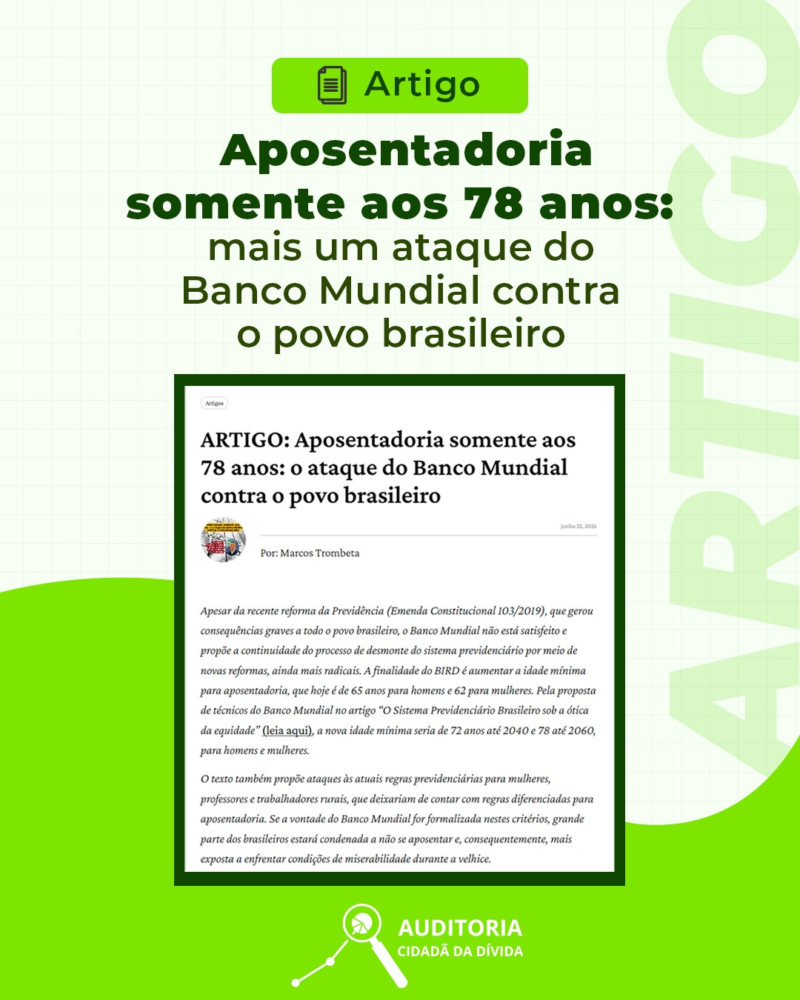 Artigo
Aposentadoria
somente aos 78 anos:
mais um ataque do
Banco Mundial contra
o povo brasileiro
ARTIGO
Artigos
ARTIGO: Aposentadoria somente aos
78 anos: o ataque do Banco Mundial
contra o povo brasileiro
junho 22, 2026
Por: Marcos Trombeta
Apesar da recente reforma da Previdência (Emenda Constitucional 103/2019), que gerou
consequências graves a todo o povo brasileiro, o Banco Mundial não está satisfeito e
propõe a continuidade do processo de desmonte do sistema previdenciário por meio de
novas reformas, ainda mais radicais. A finalidade do BIRD é aumentar a idade mínima
para aposentadoria, que hoje é de 65 anos para homens e 62 para mulheres. Pela proposta
de técnicos do Banco Mundial no artigo “O Sistema Previdenciário Brasileiro sob a ótica
da equidade” (leia aqui), a nova idade mínima seria de 72 anos até 2040 e 78 até 2060,
para homens e mulheres.
O texto também propõe ataques às atuais regras previdenciárias para mulheres,
professores e trabalhadores rurais, que deixariam de contar com regras diferenciadas para
aposentadoria. Se a vontade do Banco Mundial for formalizada nestes critérios, grande
parte dos brasileiros estará condenada a não se aposentar e, consequentemente, mais
exposta a enfrentar condições de miserabilidade durante a velhice.
AUDITORIA
CIDADÃ DA DÍVIDA